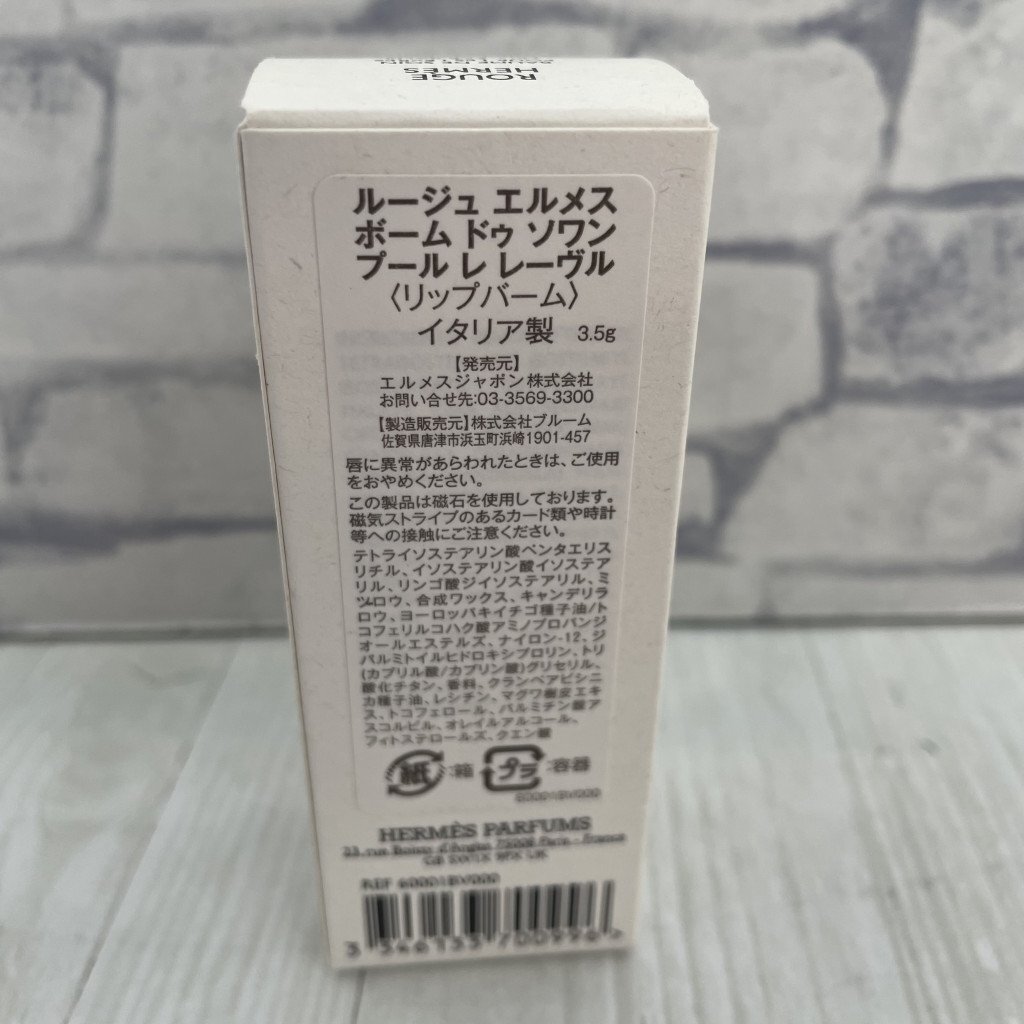 ROUGE
HERMÈS
ルージュ エルメス
ボーム ドゥ ソワン
プール レ レーヴル
〈リップバーム〉
イタリア製 3.5g
【発売元】
エルメスジャポン株式会社
お問い合せ先:03-3569-3300
【製造販売元】株式会社ブルーム
佐賀県唐津市浜玉町浜崎1901-457
唇に異常があらわれたときは、ご使用
をおやめください。
この製品は磁石を使用しております。
磁気ストライプのあるカード類や時計
等への接触にご注意ください。
テトライソステアリン酸ペンタエリス
リチル、イソステアリン酸イソステア
リル、リンゴ酸ジイソステアリル、ミ
ツロウ、合成ワックス、キャンデリラ
ロウ、ヨーロッパキイチゴ種子油/ト
コフェリルコハク酸アミノプロパンジ
オールエステルズ、ナイロン-12、ジ
パルミトイルヒドロキシプロリン、トリ
(カプリル酸/カプリン酸)グリセリル、
酸化チタン、香料、クランベアビシニ
カ種子油、レシチン、マグワ樹皮エキ
ス、トコフェロール、パルミチン酸ア
スコルビル、オレイルアルコール、
フィトステロールズ、クエン酸
紙:箱 プラ:容器
60001BV000
HERMÈS PARFUMS
23, rue Boissy d'Anglas 75008 Paris - France
REF 60001BV000